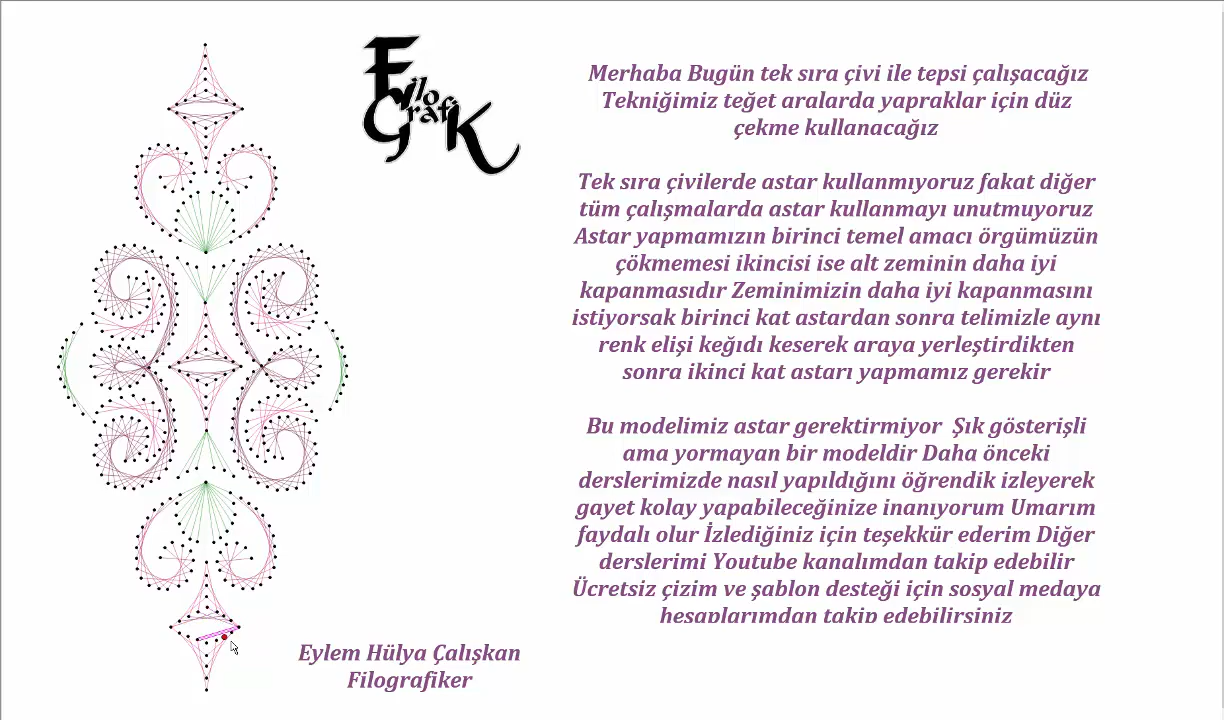 Filo
GrafiK
Merhaba Bugün tek sıra çivi ile tepsi çalışacağız
Tekniğimiz teğet aralarda yapraklar için düz
çekme kullanacağız
Tek sıra çivilerde astar kullanmıyoruz fakat diğer
tüm çalışmalarda astar kullanmayı unutmuyoruz
Astar yapmamızın birinci temel amacı örgümüzün
çökmemesi ikincisi ise alt zeminin daha iyi
kapanmasıdır Zeminimizin daha iyi kapanmasını
istiyorsak birinci kat astardan sonra telimizle aynı
renk elişi keğıdı keserek araya yerleştirdikten
sonra ikinci kat astarı yapmamız gerekir
Bu modelimiz astar gerektirmiyor Şık gösterişli
ama yormayan bir modeldir Daha önceki
derslerimizde nasıl yapıldığını öğrendik izleyerek
gayet kolay yapabileceğinize inanıyorum Umarım
faydalı olur İzlediğiniz için teşekkür ederim Diğer
derslerimi Youtube kanalımdan takip edebilir
Ücretsiz çizim ve şablon desteği için sosyal medaya
hesaplarımdan takip edebilirsiniz
Eylem Hülya Çalışkan
Filografiker